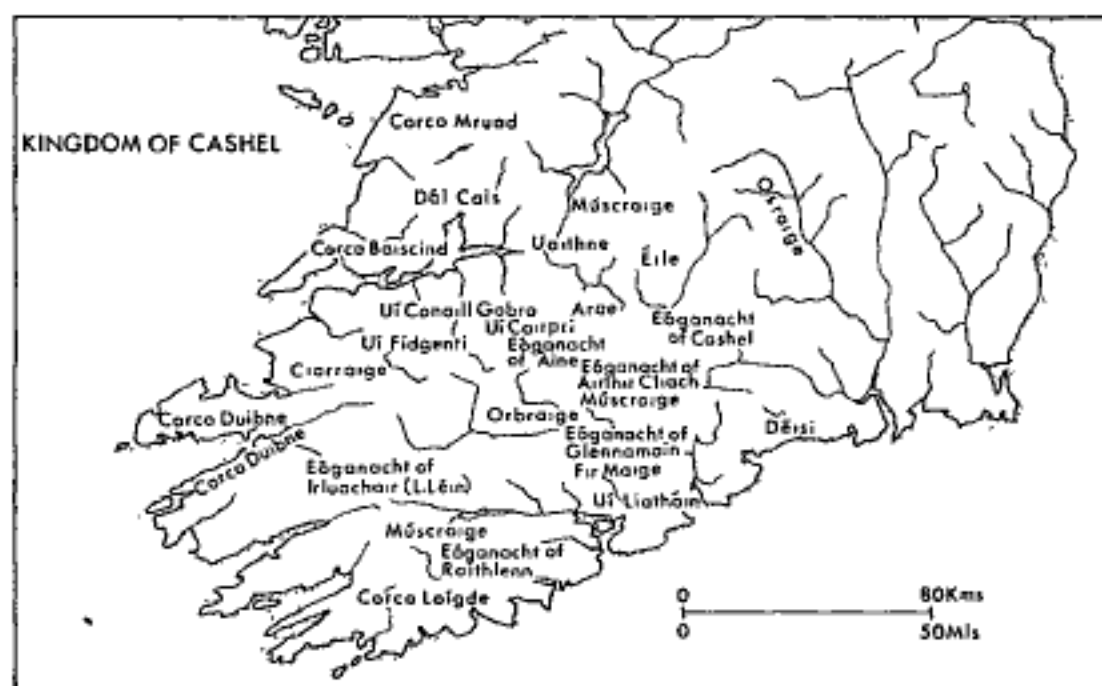 KINGDOM OF CASHEL
Corco Mruad
Dál Cais
Múscraige
Osraige
Corco Baiscind
Uaithne
Éile
Uí Conaill Gabra
Arae
Uí Cairpri
Eóganacht
of Cashel
Uí Fidgenti
Eóganacht
of Áine
Ciarraige
Eóganacht of
Airthir Cliach
Múscraige
Corco Duibne
Orbraige
Déisi
Eóganacht of
Glennamain
Fir Maige
Corco Duibne
Eóganacht of
Irluachair (L.Léin)
Uí Liatháin
Múscraige
Eóganacht of
Raithlenn
Corco Loígde
0 80Kms
0 50Mls